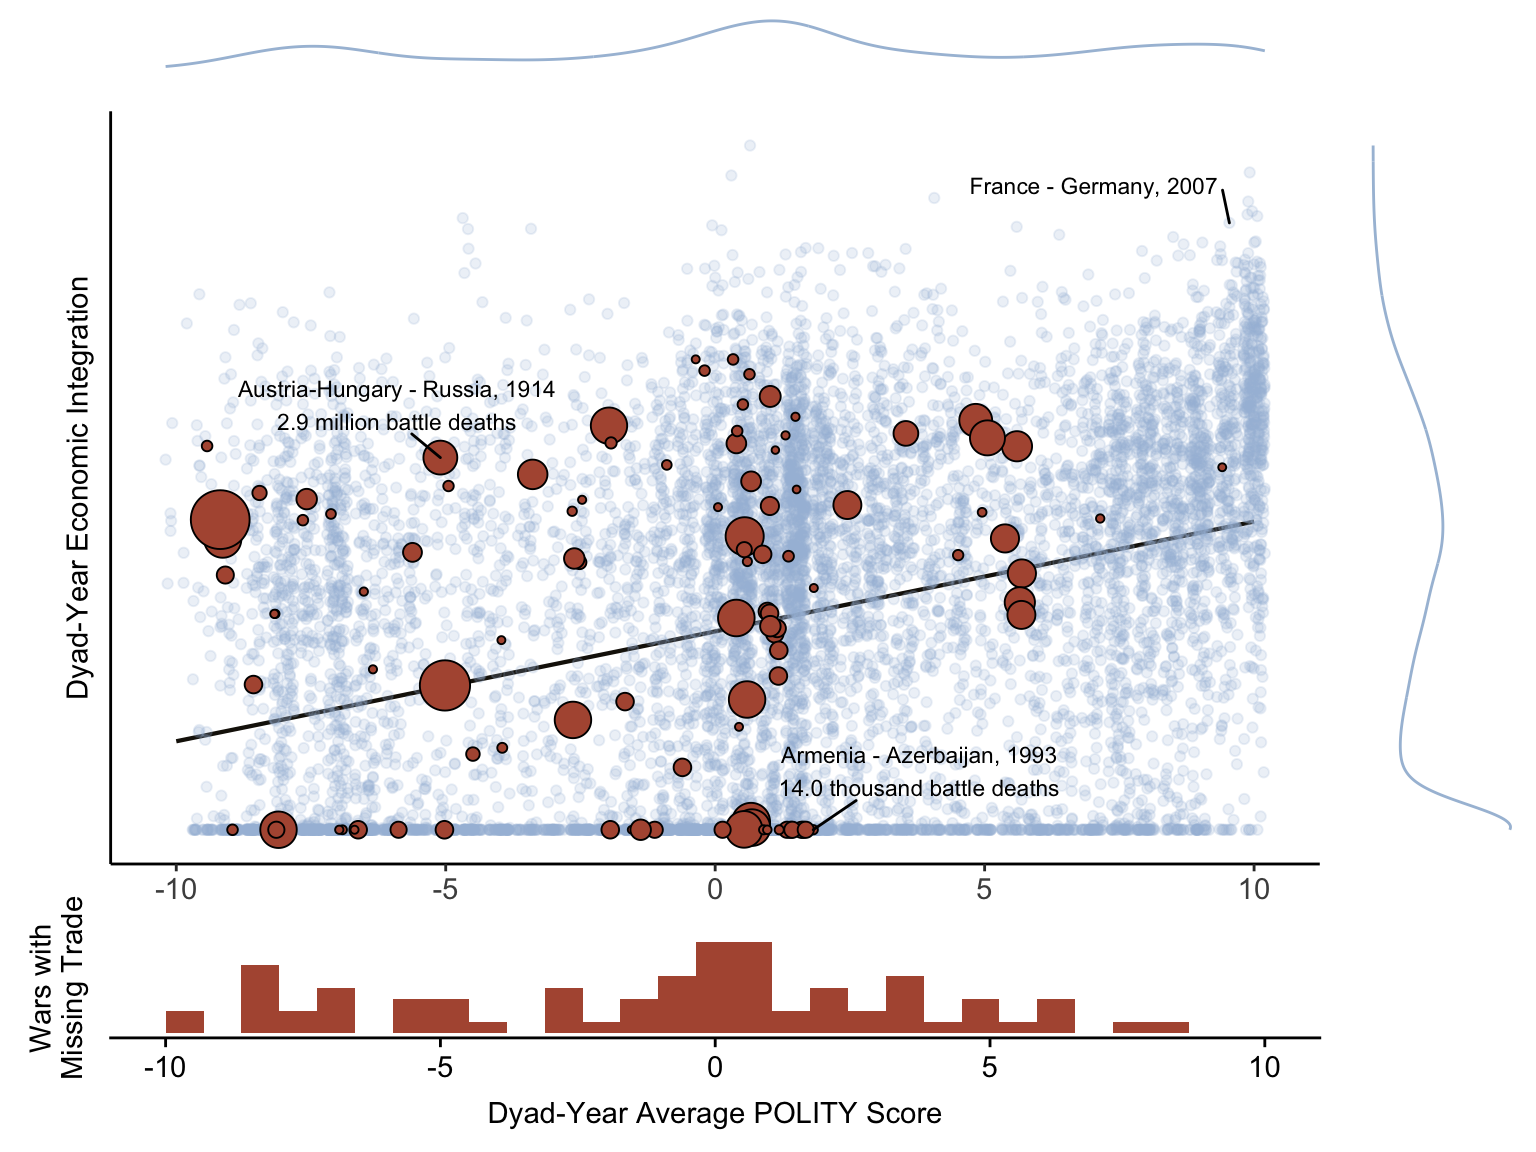 France - Germany, 2007
Austria-Hungary - Russia, 1914
2.9 million battle deaths
Armenia - Azerbaijan, 1993
14.0 thousand battle deaths
Dyad-Year Economic Integration
-10 -5 0 5 10
Wars with
Missing Trade
-10 -5 0 5 10
Dyad-Year Average POLITY Score